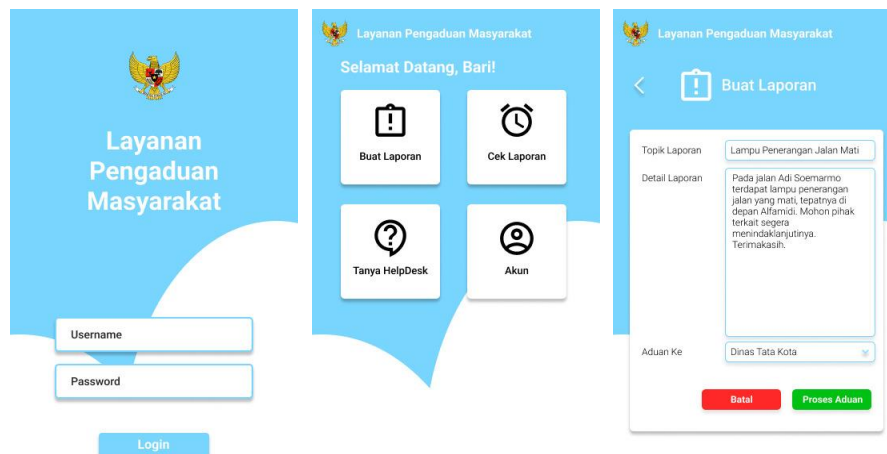 Layanan
Pengaduan
Masyarakat
Username
Password
Login
Layanan Pengaduan Masyarakat
Selamat Datang, Bari!
Buat Laporan
Cek Laporan
Tanya HelpDesk
Akun
Layanan Pengaduan Masyarakat
Buat Laporan
Topik Laporan
Lampu Penerangan Jalan Mati
Detail Laporan
Pada jalan Adi Soemarmo
terdapat lampu penerangan
jalan yang mati, tepatnya di
depan Alfamidi. Mohon pihak
terkait segera
menindaklanjutinya.
Terimakasih.
Aduan Ke
Dinas Tata Kota
Batal
Proses Aduan